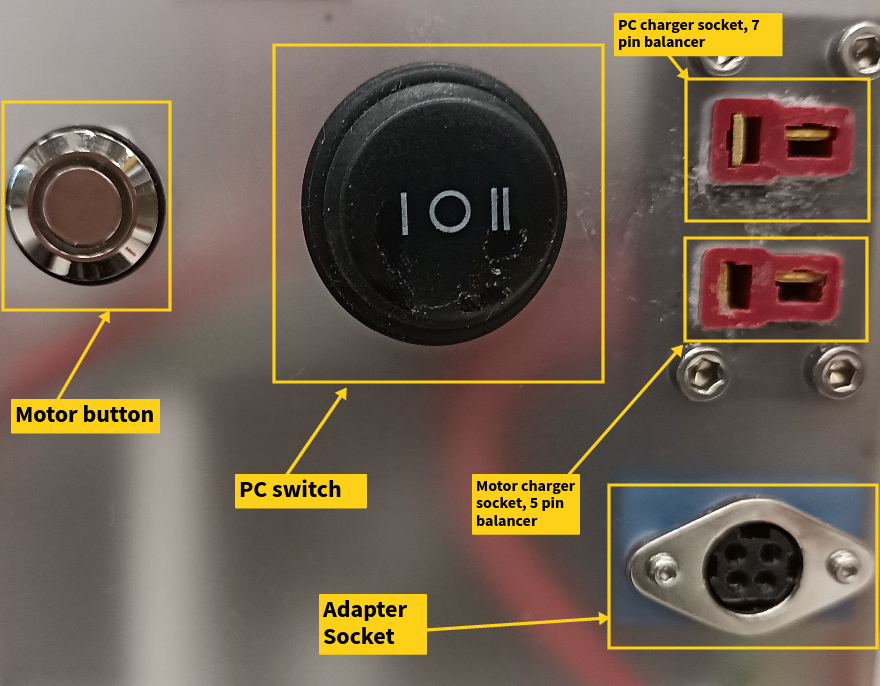 PC charger socket, 7
pin balancer
I O II
Motor button
PC switch
Motor charger
socket, 5 pin
balancer
Adapter
Socket